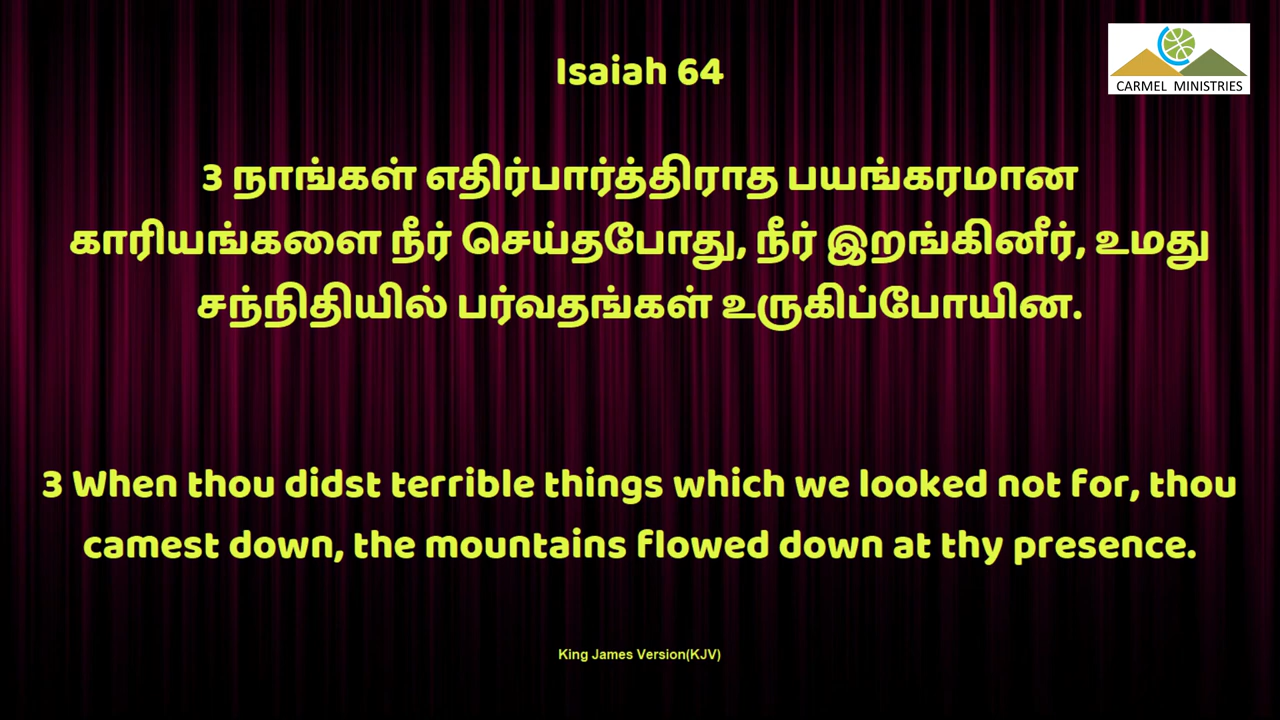 Isaiah 64
CARMEL MINISTRIES
3 நாங்கள் எதிர்பார்த்திராத பயங்கரமான
காரியங்களை நீர் செய்தபோது, நீர் இறங்கினீர், உமது
சந்நிதியில் பர்வதங்கள் உருகிப்போயின.
3 When thou didst terrible things which we looked not for, thou
camest down, the mountains flowed down at thy presence.
King James Version(KJV)